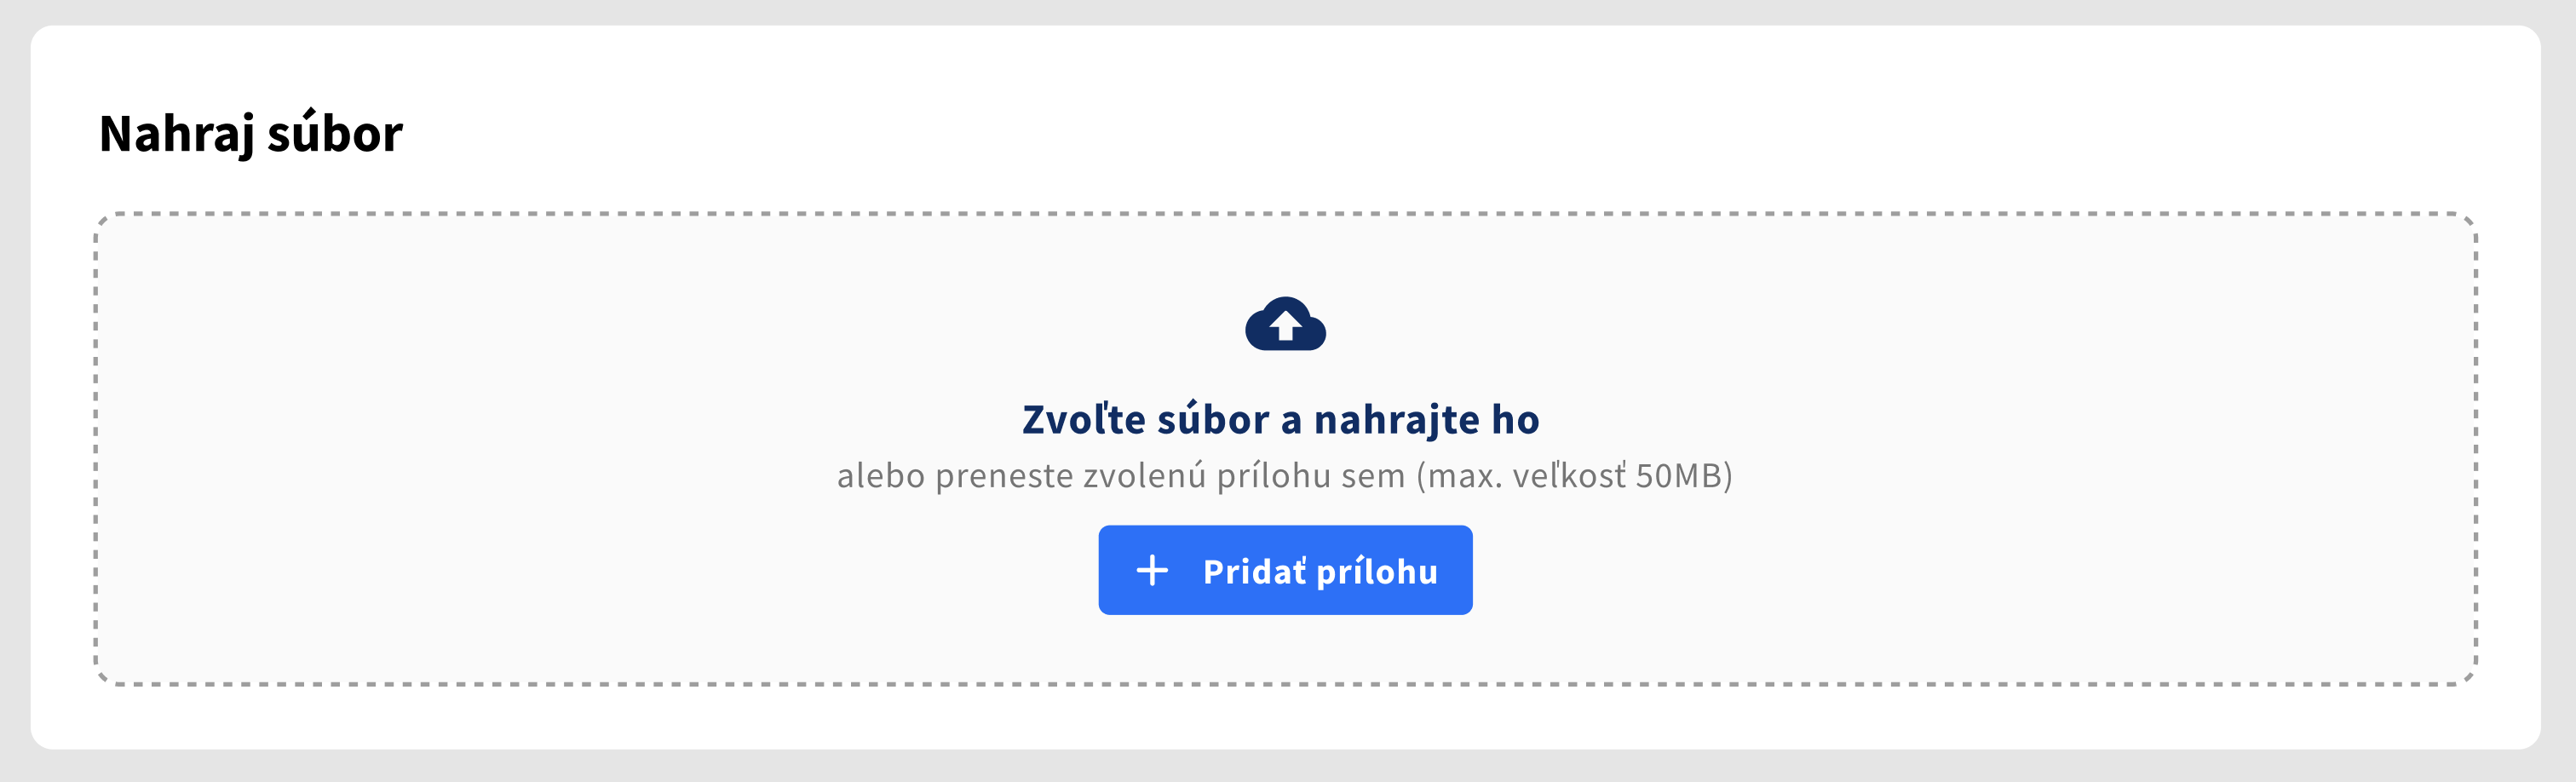 Nahraj súbor
Zvoľte súbor a nahrajte ho
alebo preneste zvolenú prílohu sem (max. veľkosť 50MB)
Pridať prílohu